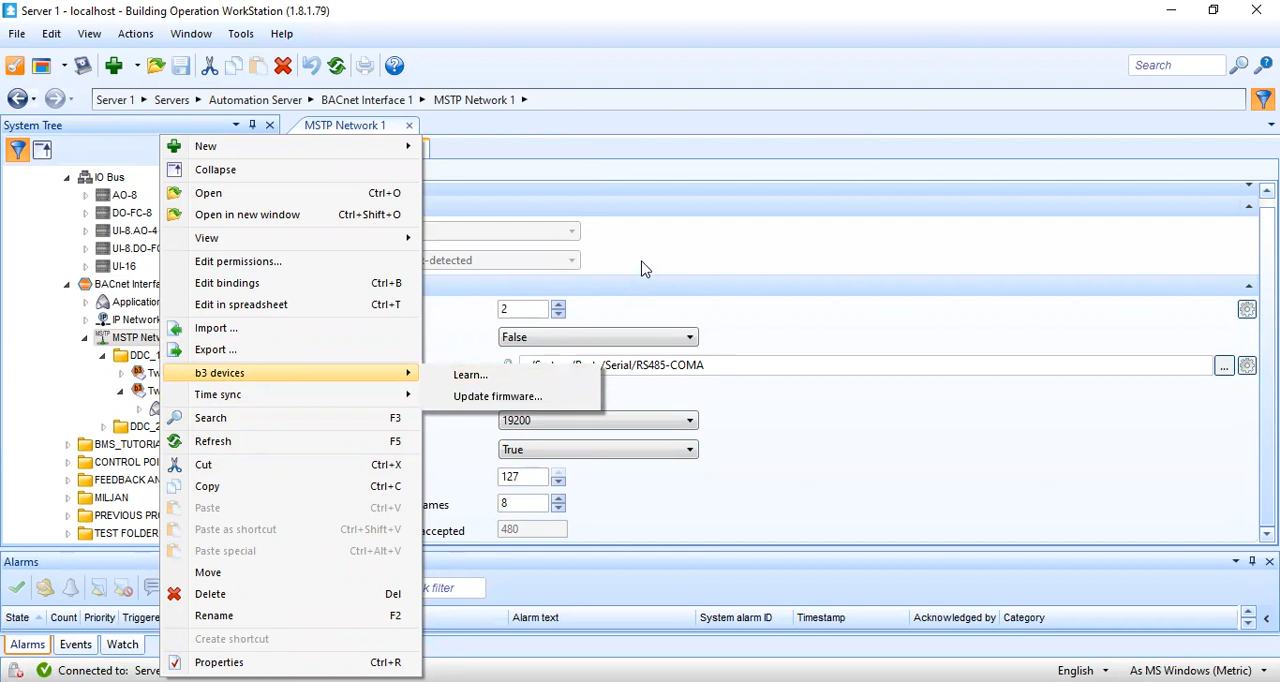 Server 1 - localhost - Building Operation WorkStation (1.8.1.79)
File Edit View Actions Window Tools Help
Search
Server 1 Servers Automation Server BACnet Interface 1 MSTP Network 1
System Tree
MSTP Network 1
IO Bus
AO-8
DO-FC-8
UI-8.AO-4
UI-8.DO-FC
UI-16
BACnet Interfa
Application
IP Network
MSTP Netw
DDC_1
Tw
Tw
DDC_2
BMS_TUTORIA
CONTROL POI
FEEDBACK AN
MILJAN
PREVIOUS PRO
TEST FOLDER
New
Collapse
Open Ctrl+O
Open in new window Ctrl+Shift+O
View
Edit permissions...
Edit bindings Ctrl+B
Edit in spreadsheet Ctrl+T
Import ...
Export ...
b3 devices
Time sync
Search F3
Refresh F5
Cut Ctrl+X
Copy Ctrl+C
Paste Ctrl+V
Paste as shortcut Ctrl+Shift+V
Paste special Ctrl+Alt+V
Move
Delete Del
Rename F2
Create shortcut
Properties Ctrl+R
Learn...
Update firmware...
-detected
2
False
/Serial/RS485-COMA
...
19200
True
127
ames 8
accepted 480
Alarms
k filter
State Count Priority Triggere Alarm text System alarm ID Timestamp Acknowledged by Category
Alarms Events Watch
Connected to: Serve
English As MS Windows (Metric)